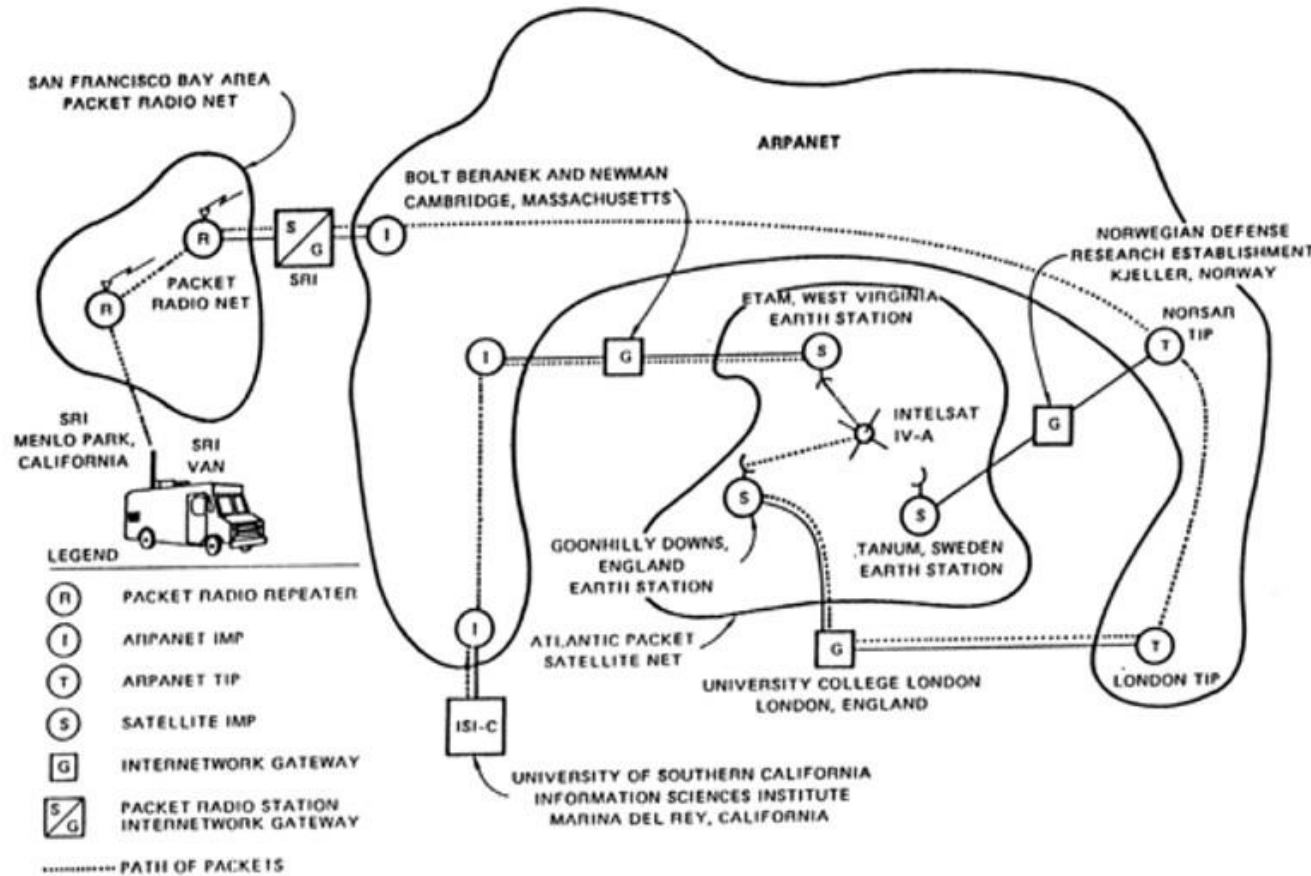 SAN FRANCISCO BAY AREA
PACKET RADIO NET
ARPANET
BOLT BERANEK AND NEWMAN
CAMBRIDGE, MASSACHUSETTS
NORWEGIAN DEFENSE
RESEARCH ESTABLISHMENT
KJELLER, NORWAY
R
S
G
I
SRI
PACKET
RADIO NET
R
ETAM, WEST VIRGINIA
EARTH STATION
NORSAR
TIP
I
G
S
T
INTELSAT
IV-A
G
SRI
MENLO PARK,
CALIFORNIA
SRI
VAN
S
S
GOONHILLY DOWNS,
ENGLAND
EARTH STATION
TANUM, SWEDEN
EARTH STATION
ATLANTIC PACKET
SATELLITE NET
I
G
T
UNIVERSITY COLLEGE LONDON
LONDON, ENGLAND
LONDON TIP
ISI-C
UNIVERSITY OF SOUTHERN CALIFORNIA
INFORMATION SCIENCES INSTITUTE
MARINA DEL REY, CALIFORNIA
LEGEND
R PACKET RADIO REPEATER
I ARPANET IMP
T ARPANET TIP
S SATELLITE IMP
G INTERNETWORK GATEWAY
S
G
PACKET RADIO STATION
INTERNETWORK GATEWAY
PATH OF PACKETS